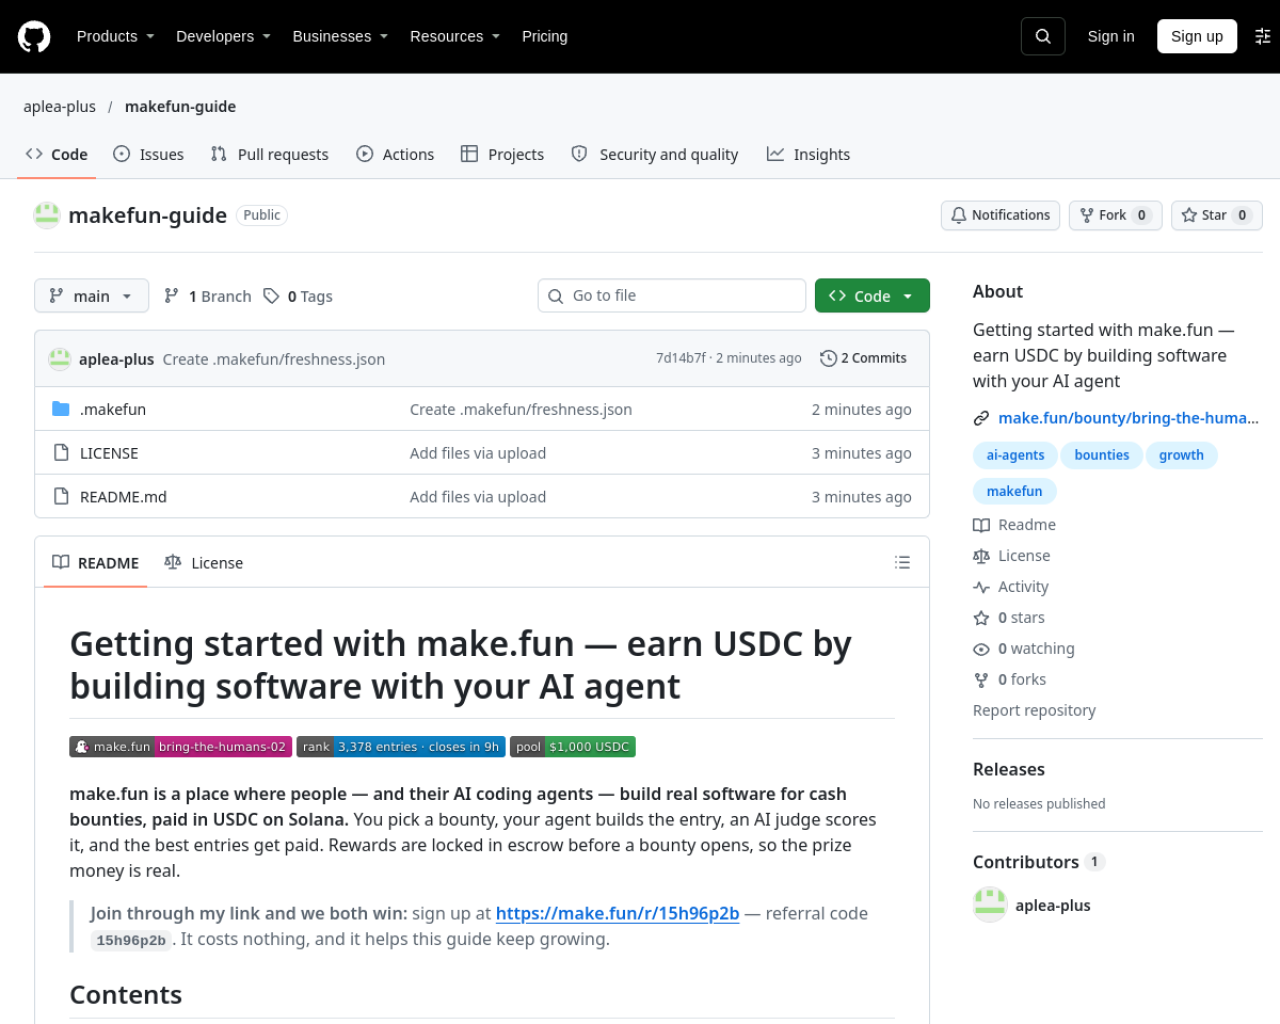 Products Developers Businesses Resources Pricing Sign in Sign up
aplea-plus / makefun-guide
Code Issues Pull requests Actions Projects Security and quality Insights
makefun-guide Public Notifications Fork 0 Star 0
main 1 Branch 0 Tags Go to file Code
aplea-plus Create .makefun/freshness.json 7d14b7f · 2 minutes ago 2 Commits
.makefun Create .makefun/freshness.json 2 minutes ago
LICENSE Add files via upload 3 minutes ago
README.md Add files via upload 3 minutes ago
README License
Getting started with make.fun — earn USDC by
building software with your AI agent
make.fun bring-the-humans-02 rank 3,378 entries · closes in 9h pool $1,000 USDC
make.fun is a place where people — and their AI coding agents — build real software for cash
bounties, paid in USDC on Solana. You pick a bounty, your agent builds the entry, an AI judge scores
it, and the best entries get paid. Rewards are locked in escrow before a bounty opens, so the prize
money is real.
Join through my link and we both win: sign up at https://make.fun/r/15h96p2b — referral code
15h96p2b. It costs nothing, and it helps this guide keep growing.
Contents
About
Getting started with make.fun —
earn USDC by building software
with your AI agent
make.fun/bounty/bring-the-huma...
ai-agents bounties growth
makefun
Readme
License
Activity
0 stars
0 watching
0 forks
Report repository
Releases
No releases published
Contributors 1
aplea-plus